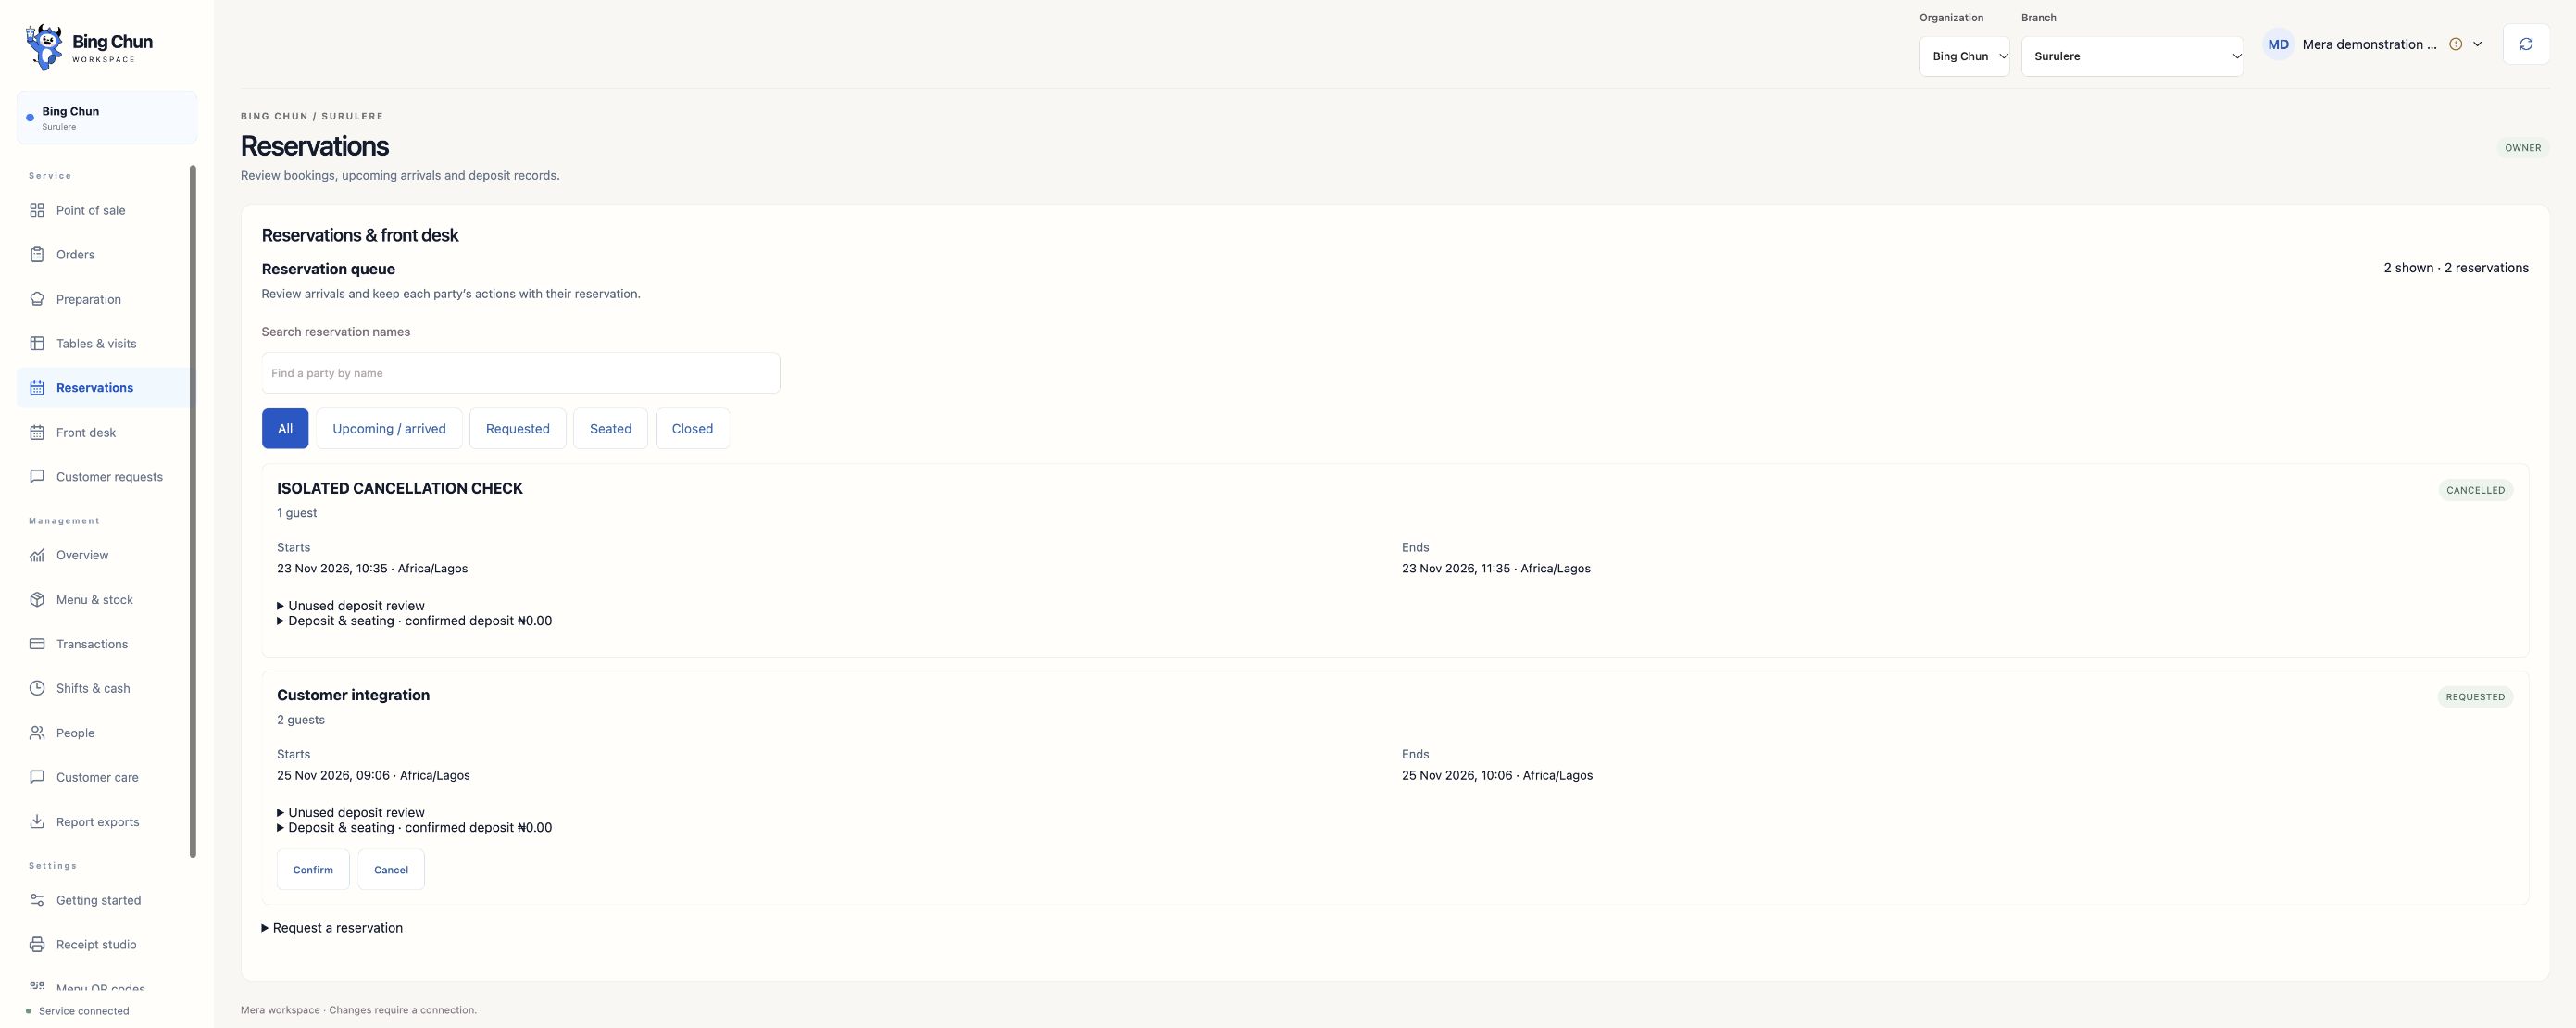 Bing Chun
WORKSPACE
Bing Chun
Surulere
Service
Point of sale
Orders
Preparation
Tables & visits
Reservations
Front desk
Customer requests
Management
Overview
Menu & stock
Transactions
Shifts & cash
People
Customer care
Report exports
Settings
Getting started
Receipt studio
Menu QR codes
Service connected
Organization
Branch
Bing Chun
Surulere
MD
Mera demonstration ...
BING CHUN / SURULERE
Reservations
OWNER
Review bookings, upcoming arrivals and deposit records.
Reservations & front desk
Reservation queue
2 shown · 2 reservations
Review arrivals and keep each party's actions with their reservation.
Search reservation names
Find a party by name
All
Upcoming / arrived
Requested
Seated
Closed
ISOLATED CANCELLATION CHECK
CANCELLED
1 guest
Starts
Ends
23 Nov 2026, 10:35 · Africa/Lagos
23 Nov 2026, 11:35 · Africa/Lagos
Unused deposit review
Deposit & seating · confirmed deposit ₦0.00
Customer integration
REQUESTED
2 guests
Starts
Ends
25 Nov 2026, 09:06 · Africa/Lagos
25 Nov 2026, 10:06 · Africa/Lagos
Unused deposit review
Deposit & seating · confirmed deposit ₦0.00
Confirm
Cancel
Request a reservation
Mera workspace · Changes require a connection.